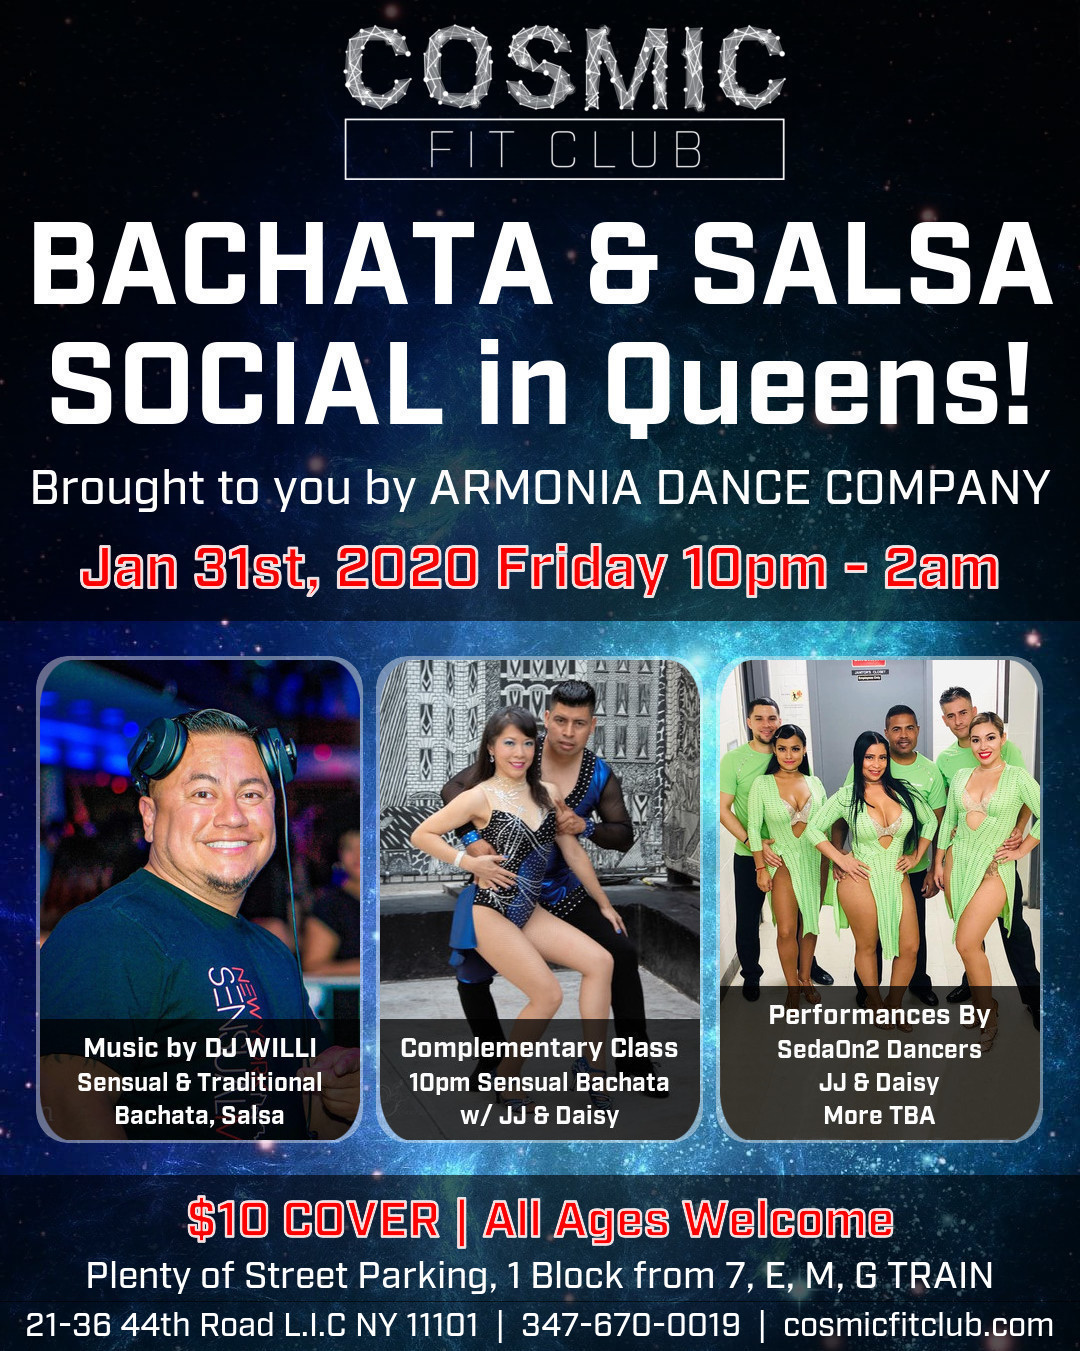 COSMIC
FIT CLUB
BACHATA & SALSA
SOCIAL in Queens!
Brought to you by ARMONIA DANCE COMPANY
Jan 31st, 2020 Friday 10pm - 2am
NEW
SENSUAL
Music by DJ WILLI
Sensual & Traditional
Bachata, Salsa
Complementary Class
10pm Sensual Bachata
w/ JJ & Daisy
Performances By
SedaOn2 Dancers
JJ & Daisy
More TBA
$10 COVER | All Ages Welcome
Plenty of Street Parking, 1 Block from 7, E, M, G TRAIN
21-36 44th Road L.I.C NY 11101 | 347-670-0019 | cosmicfitclub.com